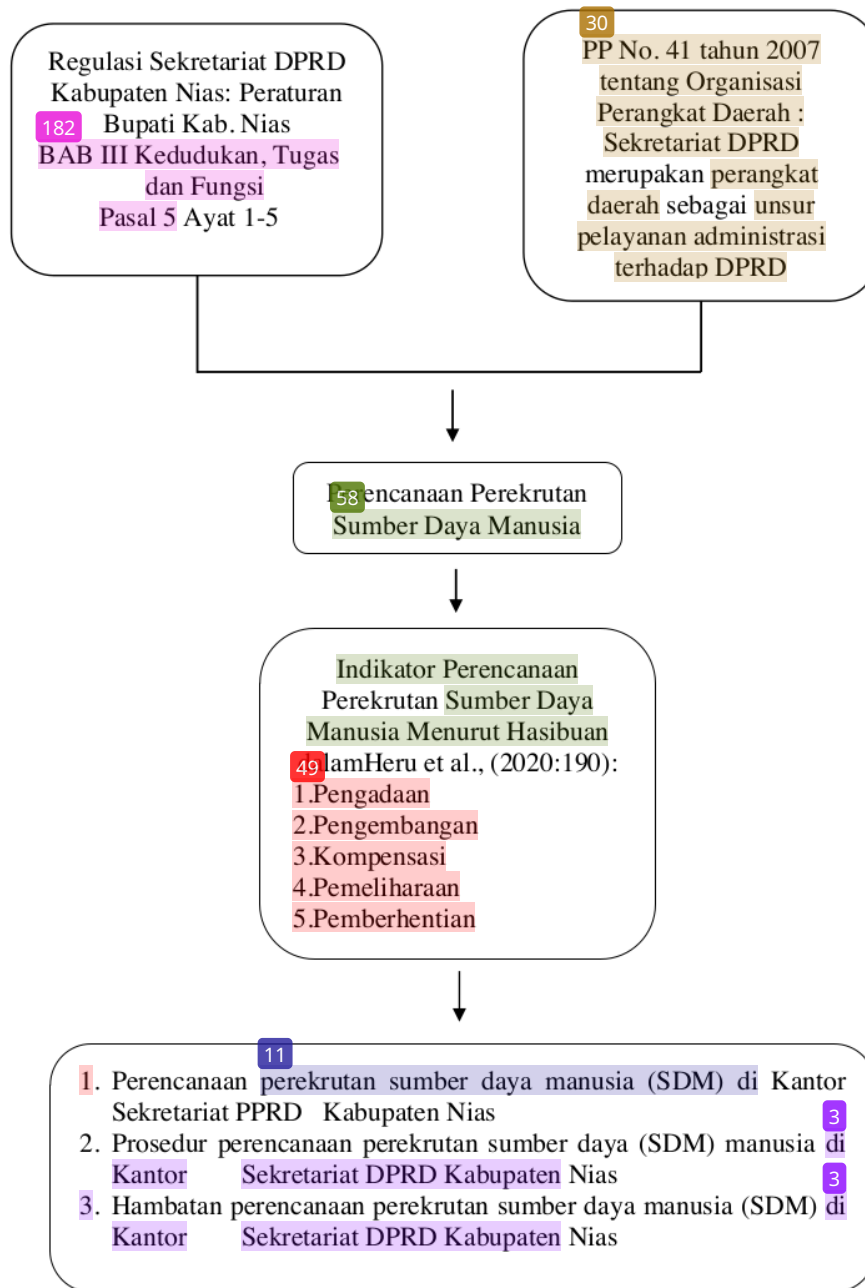 Regulasi Sekretariat DPRD
Kabupaten Nias: Peraturan
Bupati Kab. Nias
182
BAB III Kedudukan, Tugas
dan Fungsi
Pasal 5 Ayat 1-5
30
PP No. 41 tahun 2007
tentang Organisasi
Perangkat Daerah :
Sekretariat DPRD
merupakan perangkat
daerah sebagai unsur
pelayanan administrasi
terhadap DPRD
58
Perencanaan Perekrutan
Sumber Daya Manusia
Indikator Perencanaan
Perekrutan Sumber Daya
Manusia Menurut Hasibuan
49
dalamHeru et al., (2020:190):
1.Pengadaan
2.Pengembangan
3.Kompensasi
4.Pemeliharaan
5.Pemberhentian
11
1. Perencanaan perekrutan sumber daya manusia (SDM) di Kantor
Sekretariat PPRD Kabupaten Nias
3
2. Prosedur perencanaan perekrutan sumber daya (SDM) manusia di
Kantor Sekretariat DPRD Kabupaten Nias
3
3. Hambatan perencanaan perekrutan sumber daya manusia (SDM) di
Kantor Sekretariat DPRD Kabupaten Nias